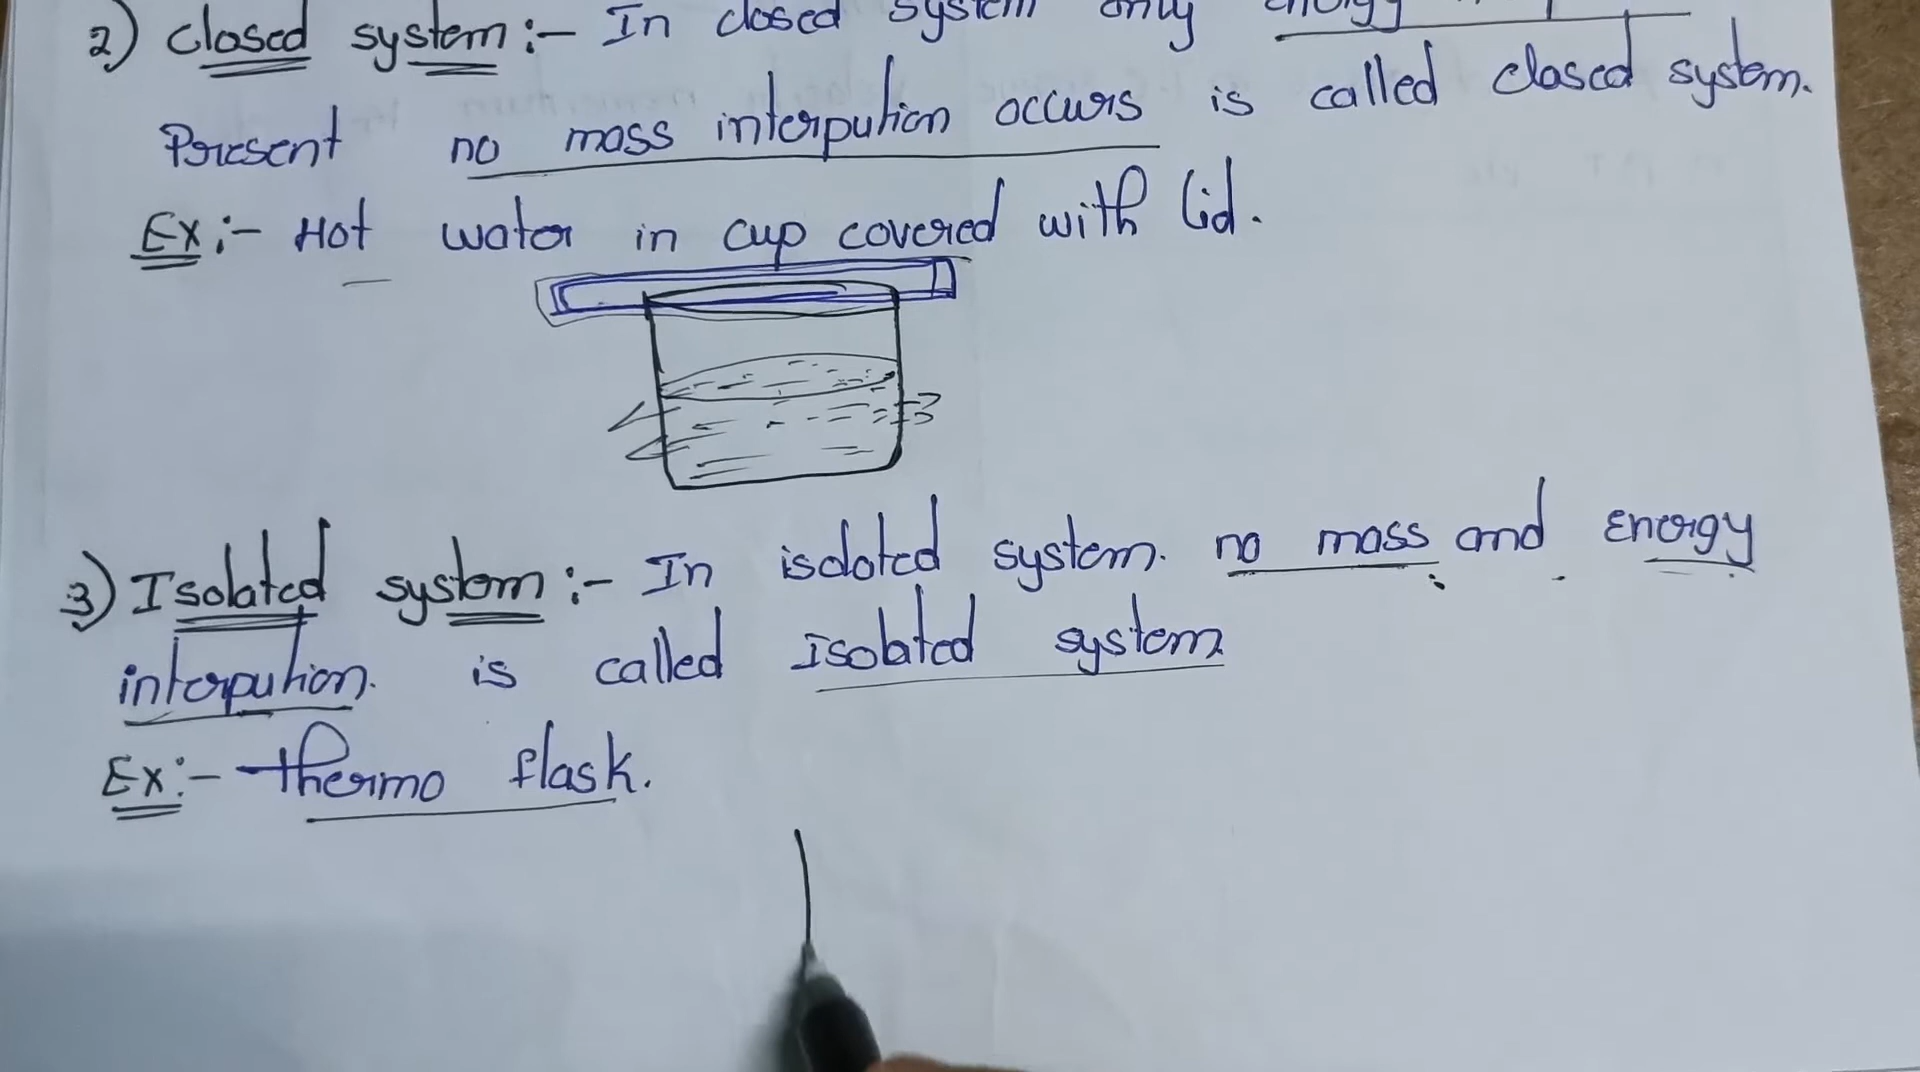 2) closed system :- In closed system only energy
Present no mass interpution occurs is called closed system.
Ex :- Hot water in cup covered with lid.
3) Isolated system :- In isolated system. no mass and energy
interpution. is called Isolated system
Ex :- thermo flask.